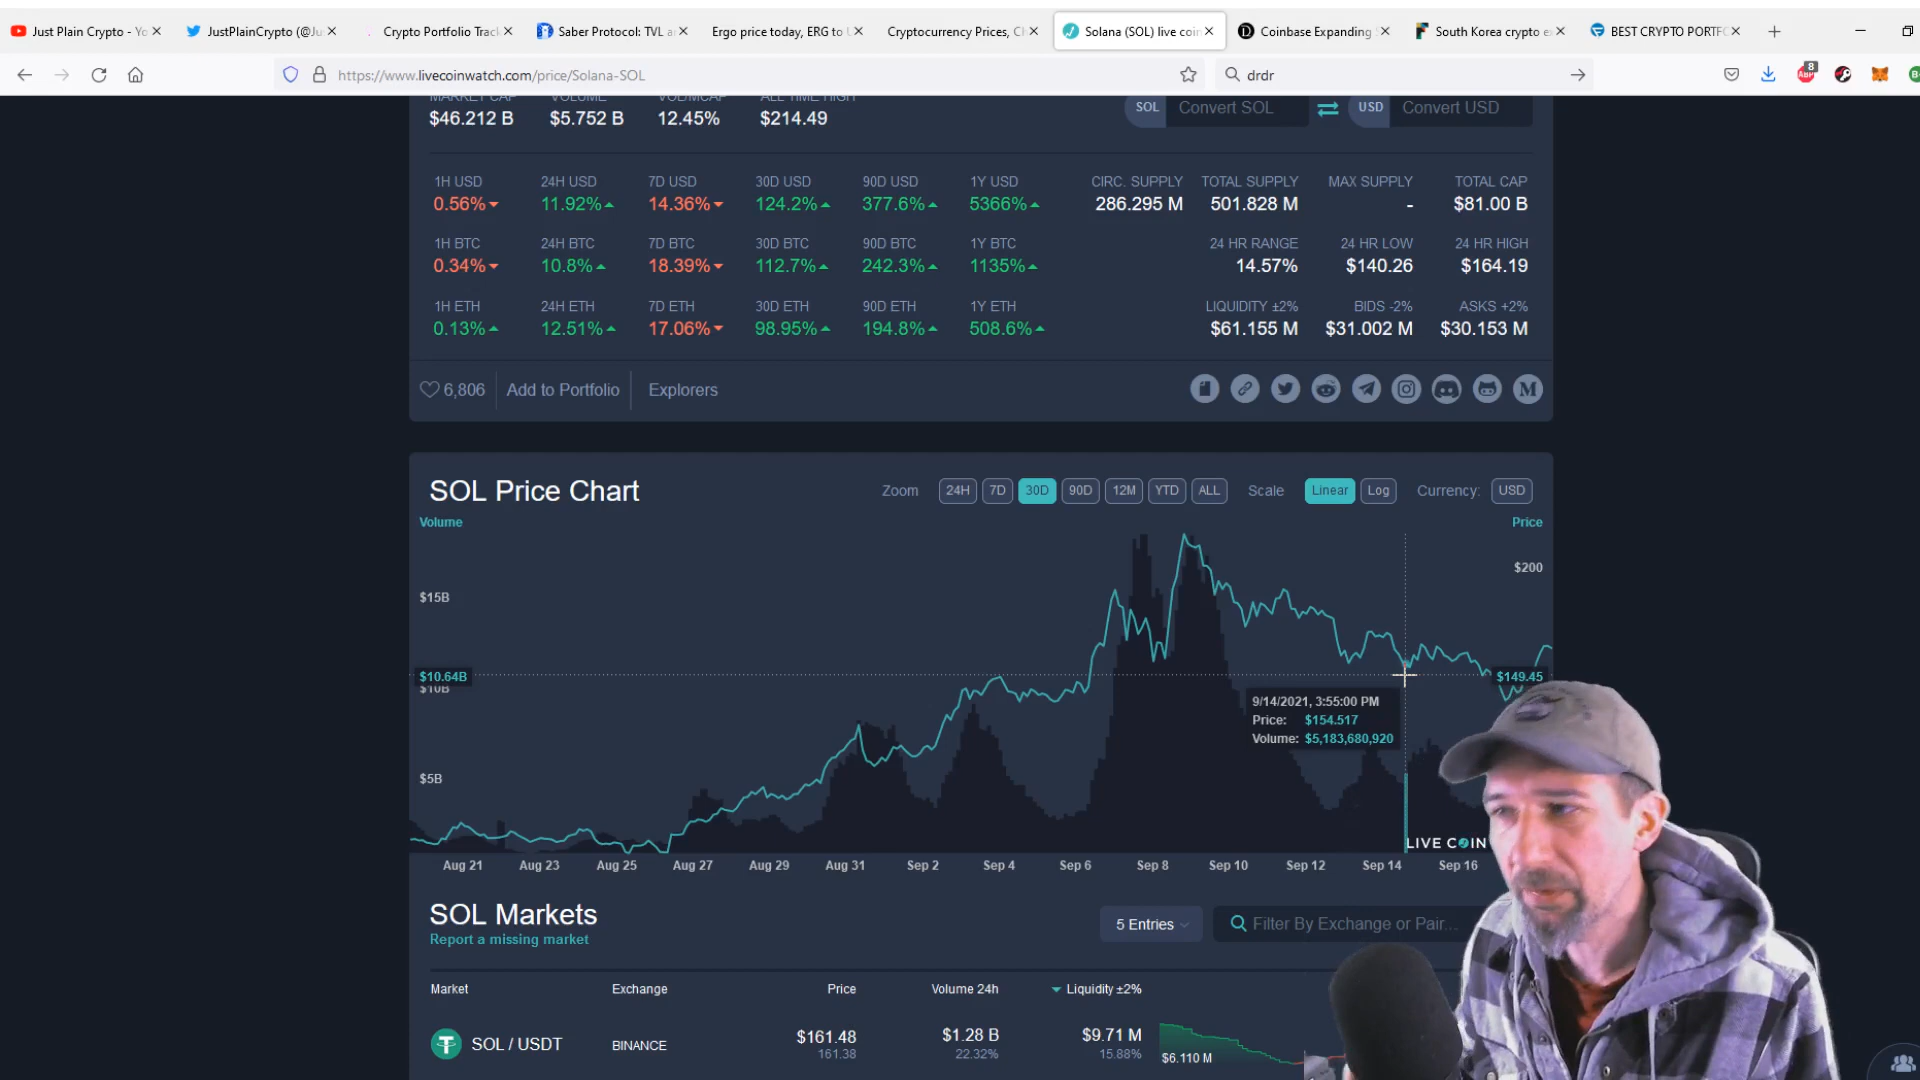 Just Plain Crypto - Yo
JustPlainCrypto (@Ju
Crypto Portfolio Trac
Saber Protocol: TVL a
Ergo price today, ERG to U
Cryptocurrency Prices, Ch
Solana (SOL) live coin
Coinbase Expanding
South Korea crypto e
BEST CRYPTO PORTF
https://www.livecoinwatch.com/price/Solana-SOL
drdr
8
MARKET CAP VOLUME VOL/MCAP ALL TIME HIGH
$46.212 B $5.752 B 12.45% $214.49
SOL Convert SOL USD Convert USD
1H USD 24H USD 7D USD 30D USD 90D USD 1Y USD CIRC. SUPPLY TOTAL SUPPLY MAX SUPPLY TOTAL CAP
0.56% 11.92% 14.36% 124.2% 377.6% 5366% 286.295 M 501.828 M - $81.00 B
1H BTC 24H BTC 7D BTC 30D BTC 90D BTC 1Y BTC 24 HR RANGE 24 HR LOW 24 HR HIGH
0.34% 10.8% 18.39% 112.7% 242.3% 1135% 14.57% $140.26 $164.19
1H ETH 24H ETH 7D ETH 30D ETH 90D ETH 1Y ETH LIQUIDITY ±2% BIDS -2% ASKS +2%
0.13% 12.51% 17.06% 98.95% 194.8% 508.6% $61.155 M $31.002 M $30.153 M
6,806 Add to Portfolio Explorers
SOL Price Chart Zoom 24H 7D 30D 90D 12M YTD ALL Scale Linear Log Currency: USD
Volume Price
$200
$15B
$10.64B $149.45
$10B
9/14/2021, 3:55:00 PM
Price: $154.517
Volume: $5,183,680,920
$5B
LIVE COIN
Aug 21 Aug 23 Aug 25 Aug 27 Aug 29 Aug 31 Sep 2 Sep 4 Sep 6 Sep 8 Sep 10 Sep 12 Sep 14 Sep 16
SOL Markets 5 Entries Filter By Exchange or Pair...
Report a missing market
Market Exchange Price Volume 24h Liquidity ±2%
SOL / USDT BINANCE $161.48 $1.28 B $9.71 M
161.38 22.32% 15.88% $6.110 M